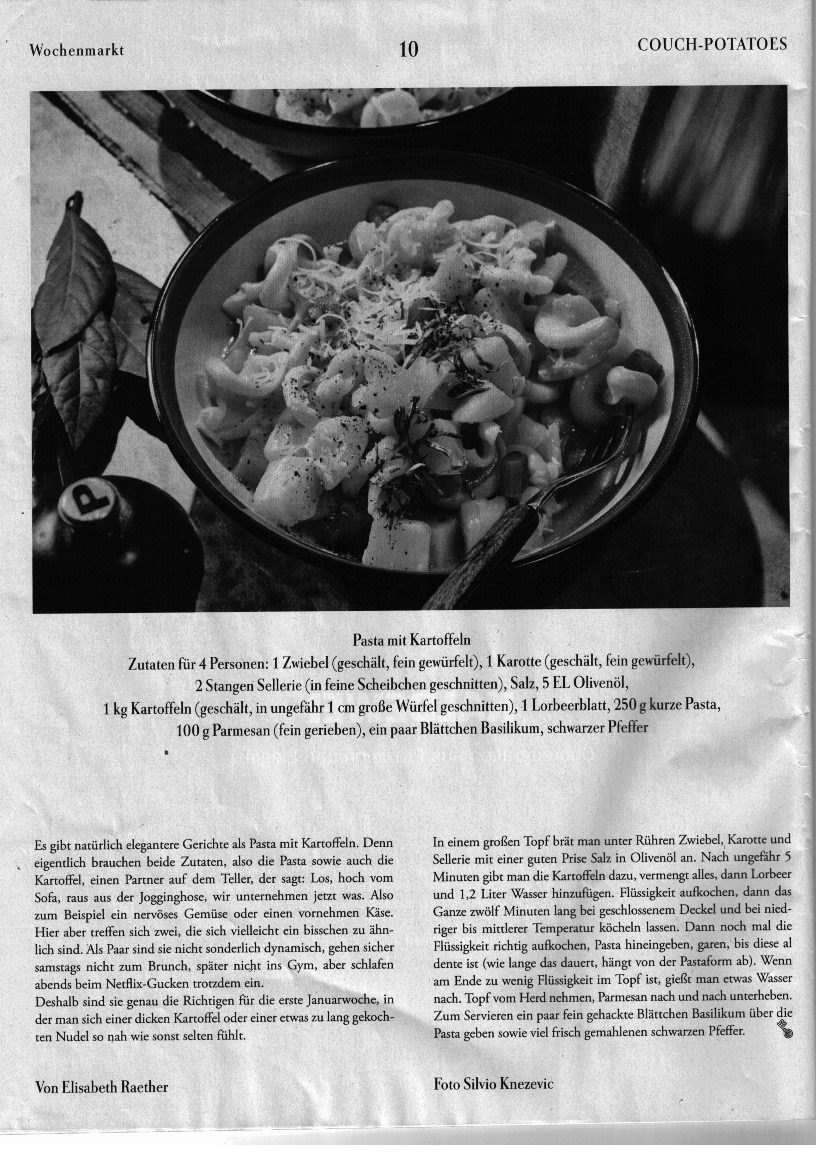 Wochenmarkt
10
COUCH-POTATOES
P
Pasta mit Kartoffeln
Zutaten für 4 Personen: 1 Zwiebel (geschält, fein gewürfelt), 1 Karotte (geschält, fein gewürfelt),
2 Stangen Sellerie (in feine Scheibchen geschnitten), Salz, 5 EL Olivenöl,
1 kg Kartoffeln (geschält, in ungefähr 1 cm große Würfel geschnitten), 1 Lorbeerblatt, 250 g kurze Pasta,
100 g Parmesan (fein gerieben), ein paar Blättchen Basilikum, schwarzer Pfeffer
Es gibt natürlich elegantere Gerichte als Pasta mit Kartoffeln. Denn
eigentlich brauchen beide Zutaten, also die Pasta sowie auch die
Kartoffel, einen Partner auf dem Teller, der sagt: Los, hoch vom
Sofa, raus aus der Jogginghose, wir unternehmen jetzt was. Also
zum Beispiel ein nervöses Gemüse oder einen vornehmen Käse.
Hier aber treffen sich zwei, die sich vielleicht ein bisschen zu ähn-
lich sind. Als Paar sind sie nicht sonderlich dynamisch, gehen sicher
samstags nicht zum Brunch, später nicht ins Gym, aber schlafen
abends beim Netflix-Gucken trotzdem ein.
Deshalb sind sie genau die Richtigen für die erste Januarwoche, in
der man sich einer dicken Kartoffel oder einer etwas zu lang gekoch-
ten Nudel so nah wie sonst selten fühlt.
Von Elisabeth Raether
In einem großen Topf brät man unter Rühren Zwiebel, Karotte und
Sellerie mit einer guten Prise Salz in Olivenöl an. Nach ungefähr 5
Minuten gibt man die Kartoffeln dazu, vermengt alles, dann Lorbeer
und 1,2 Liter Wasser hinzufügen. Flüssigkeit aufkochen, dann das
Ganze zwölf Minuten lang bei geschlossenem Deckel und bei nied-
riger bis mittlerer Temperatur köcheln lassen. Dann noch mal die
Flüssigkeit richtig aufkochen, Pasta hineingeben, garen, bis diese al
dente ist (wie lange das dauert, hängt von der Pastaform ab). Wenn
am Ende zu wenig Flüssigkeit im Topf ist, gießt man etwas Wasser
nach. Topf vom Herd nehmen, Parmesan nach und nach unterheben.
Zum Servieren ein paar fein gehackte Blättchen Basilikum über die
Pasta geben sowie viel frisch gemahlenen schwarzen Pfeffer.
Foto Silvio Knezevic